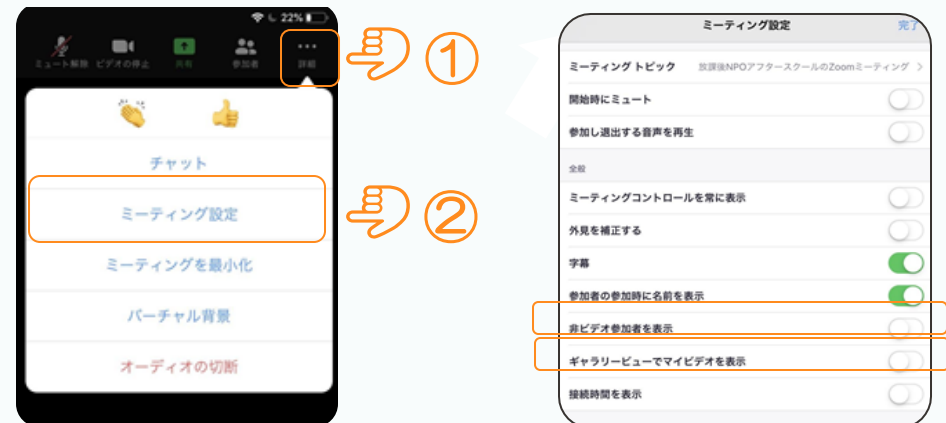 22%
ミュート解除 ビデオの停止 共有 参加者 詳細
①
チャット
ミーティング設定
②
ミーティングを最小化
バーチャル背景
オーディオの切断
ミーティング設定 完了
ミーティング トピック 放課後NPOアフタースクールのZoomミーティング
開始時にミュート
参加し退出する音声を再生
全般
ミーティングコントロールを常に表示
外見を補正する
字幕
参加者の参加時に名前を表示
非ビデオ参加者を表示
ギャラリービューでマイビデオを表示
接続時間を表示